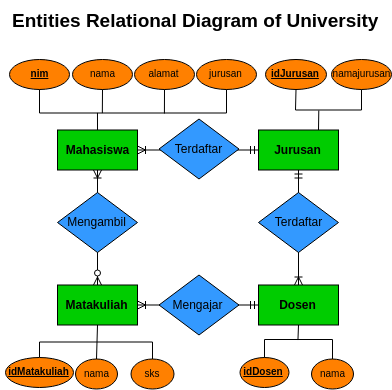 Entities Relational Diagram of University
nim
nama
alamat
jurusan
idJurusan
namajurusan
Mahasiswa
Terdaftar
Jurusan
Mengambil
Terdaftar
Matakuliah
Mengajar
Dosen
idMatakuliah
nama
sks
idDosen
nama